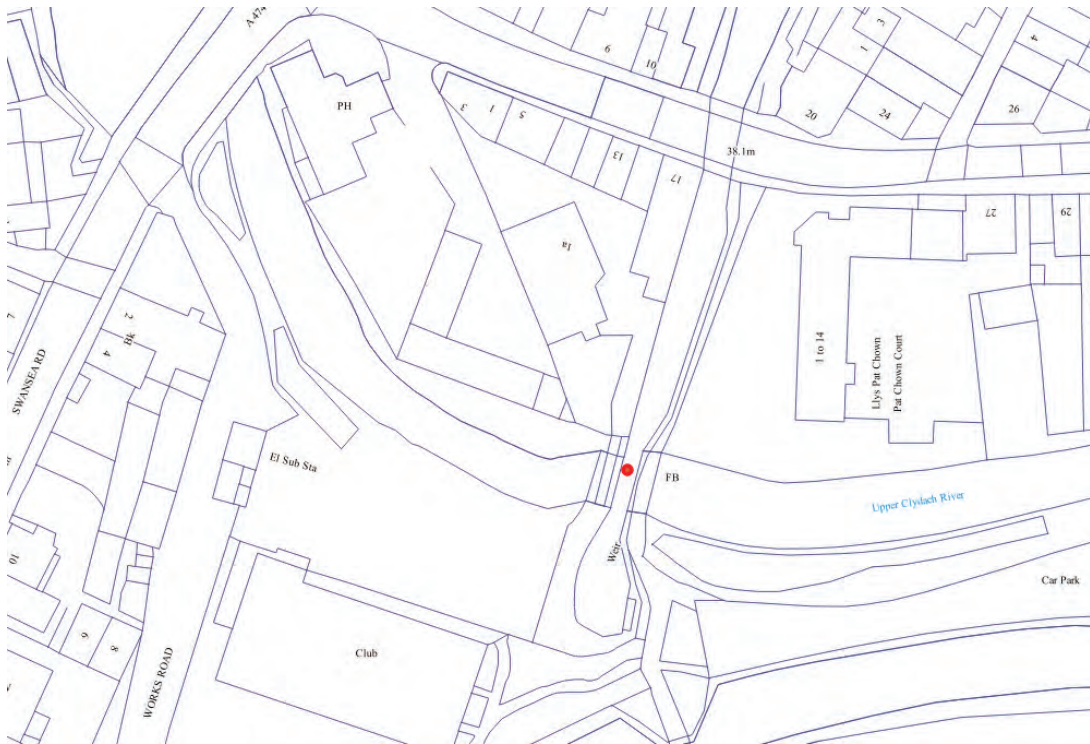 A 474
PH
3
1
5
13
17
9
10
3
1
20
24
4
26
38.1m
1a
27
29
1 to 14
Llys Pat Chown
Pat Chown Court
SWANSEA RD
2
Bk
4
El Sub Sta
FB
Upper Clydach River
Weir
Car Park
Club
WORKS ROAD
10
6
8